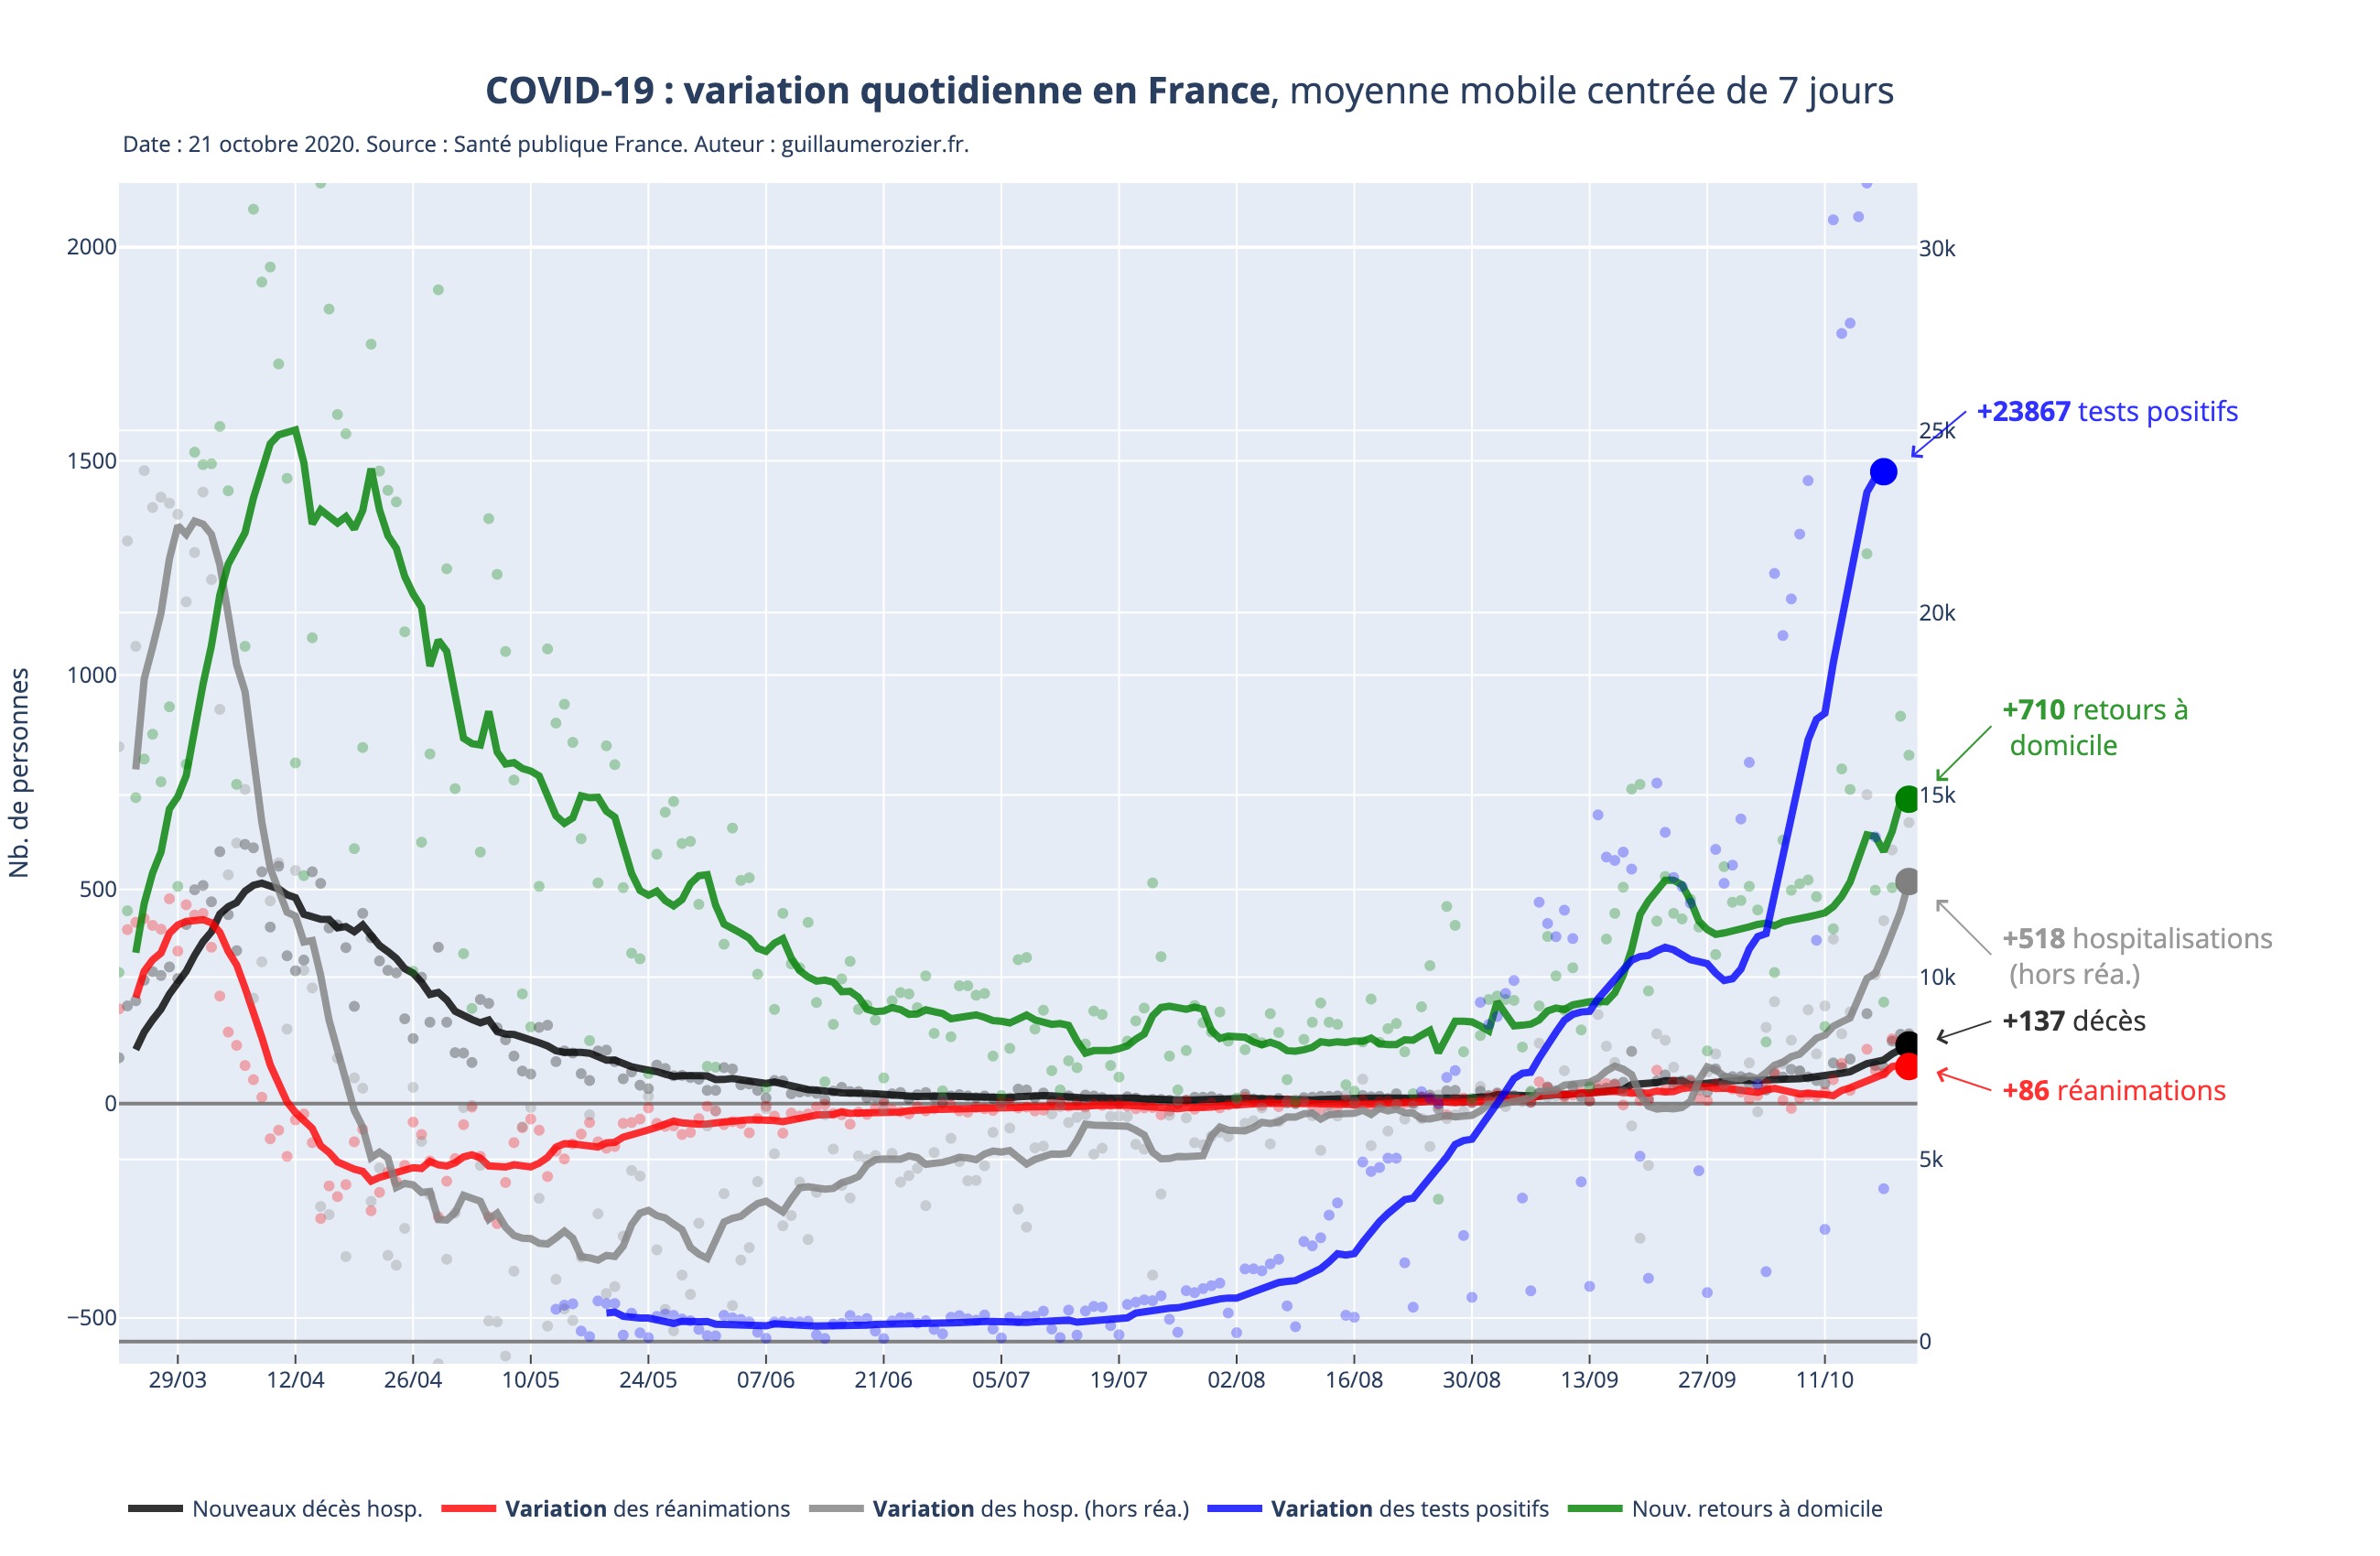 COVID-19 : variation quotidienne en France, moyenne mobile centrée de 7 jours
Date : 21 octobre 2020. Source : Santé publique France. Auteur : guillaumerozier.fr.
Nb. de personnes
2000
1500
1000
500
0
−500
30k
25k
20k
15k
10k
5k
0
+23867 tests positifs
+710 retours à
domicile
+518 hospitalisations
(hors réa.)
+137 décès
+86 réanimations
29/03 12/04 26/04 10/05 24/05 07/06 21/06 05/07 19/07 02/08 16/08 30/08 13/09 27/09 11/10
Nouveaux décès hosp. Variation des réanimations Variation des hosp. (hors réa.) Variation des tests positifs Nouv. retours à domicile